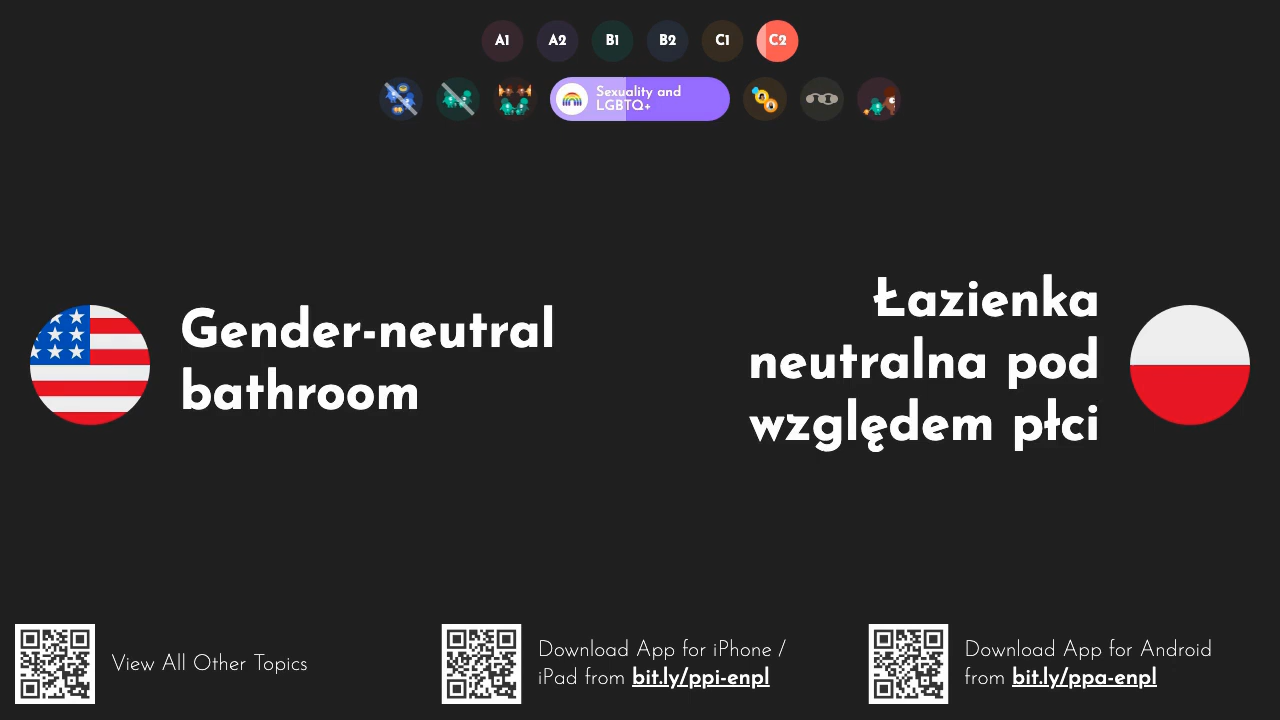 A1 A2 B1 B2 C1 C2
Sexuality and
LGBTQ+
Gender-neutral
bathroom
Łazienka
neutralna pod
względem płci
View All Other Topics
Download App for iPhone /
iPad from bit.ly/ppi-enpl
Download App for Android
from bit.ly/ppa-enpl